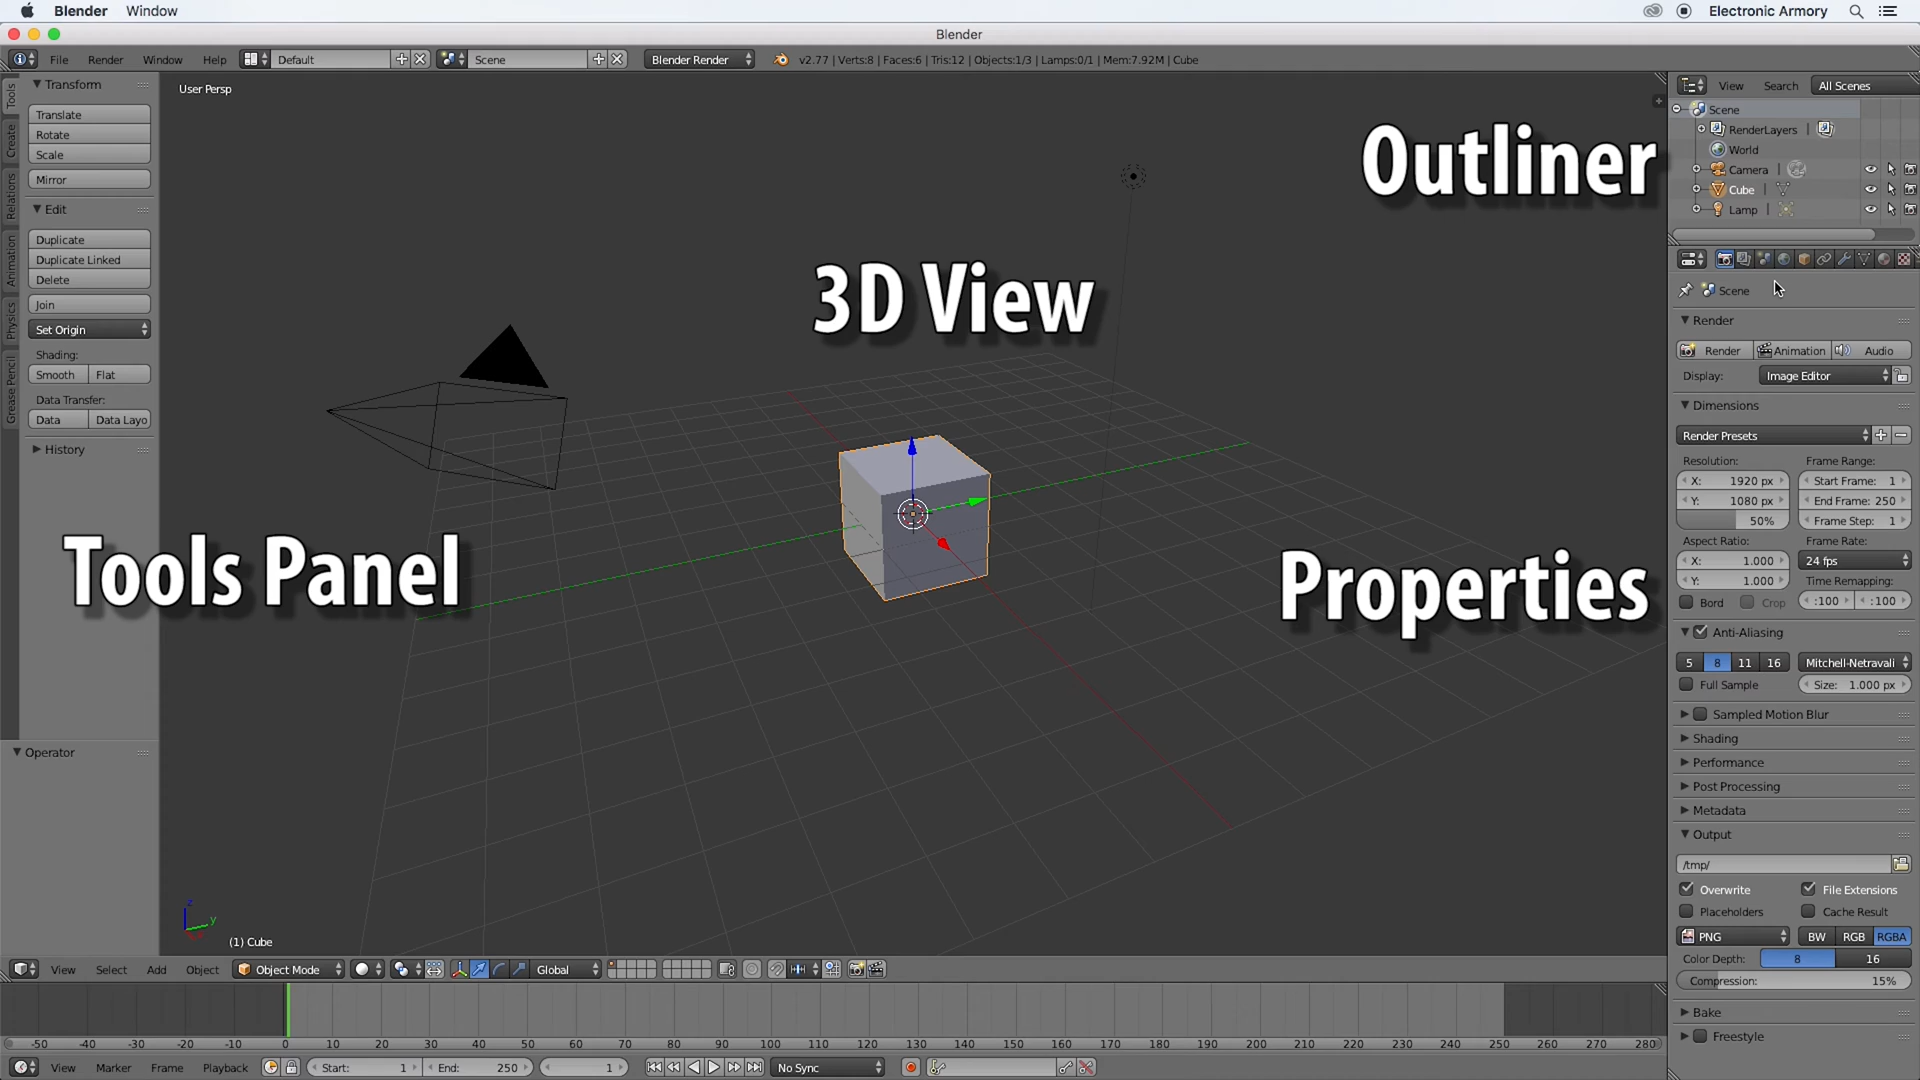 Blender Window Electronic Armory
Blender
File Render Window Help Default Scene Blender Render v2.77 | Verts:8 | Faces:6 | Tris:12 | Objects:1/3 | Lamps:0/1 | Mem:7.92M | Cube
Tools
Create
Relations
Animation
Physics
Grease Pencil
Transform
Translate
Rotate
Scale
Mirror
Edit
Duplicate
Duplicate Linked
Delete
Join
Set Origin
Shading:
Smooth Flat
Data Transfer:
Data Data Layo
History
Operator
User Persp
3D View
Outliner
Tools Panel
Properties
z
y
(1) Cube
View Search All Scenes
Scene
RenderLayers |
World
Camera |
Cube |
Lamp |
Scene
Render
Render Animation Audio
Display: Image Editor
Dimensions
Render Presets
Resolution: Frame Range:
X: 1920 px Start Frame: 1
Y: 1080 px End Frame: 250
50% Frame Step: 1
Aspect Ratio: Frame Rate:
X: 1.000 24 fps
Y: 1.000 Time Remapping:
Bord Crop :100 :100
Anti-Aliasing
5 8 11 16 Mitchell-Netravali
Full Sample Size: 1.000 px
Sampled Motion Blur
Shading
Performance
Post Processing
Metadata
Output
/tmp/
Overwrite File Extensions
Placeholders Cache Result
PNG BW RGB RGBA
Color Depth: 8 16
Compression: 15%
Bake
Freestyle
View Select Add Object Object Mode Global
-50 -40 -30 -20 -10 0 10 20 30 40 50 60 70 80 90 100 110 120 130 140 150 160 170 180 190 200 210 220 230 240 250 260 270 280
View Marker Frame Playback Start: 1 End: 250 1 No Sync